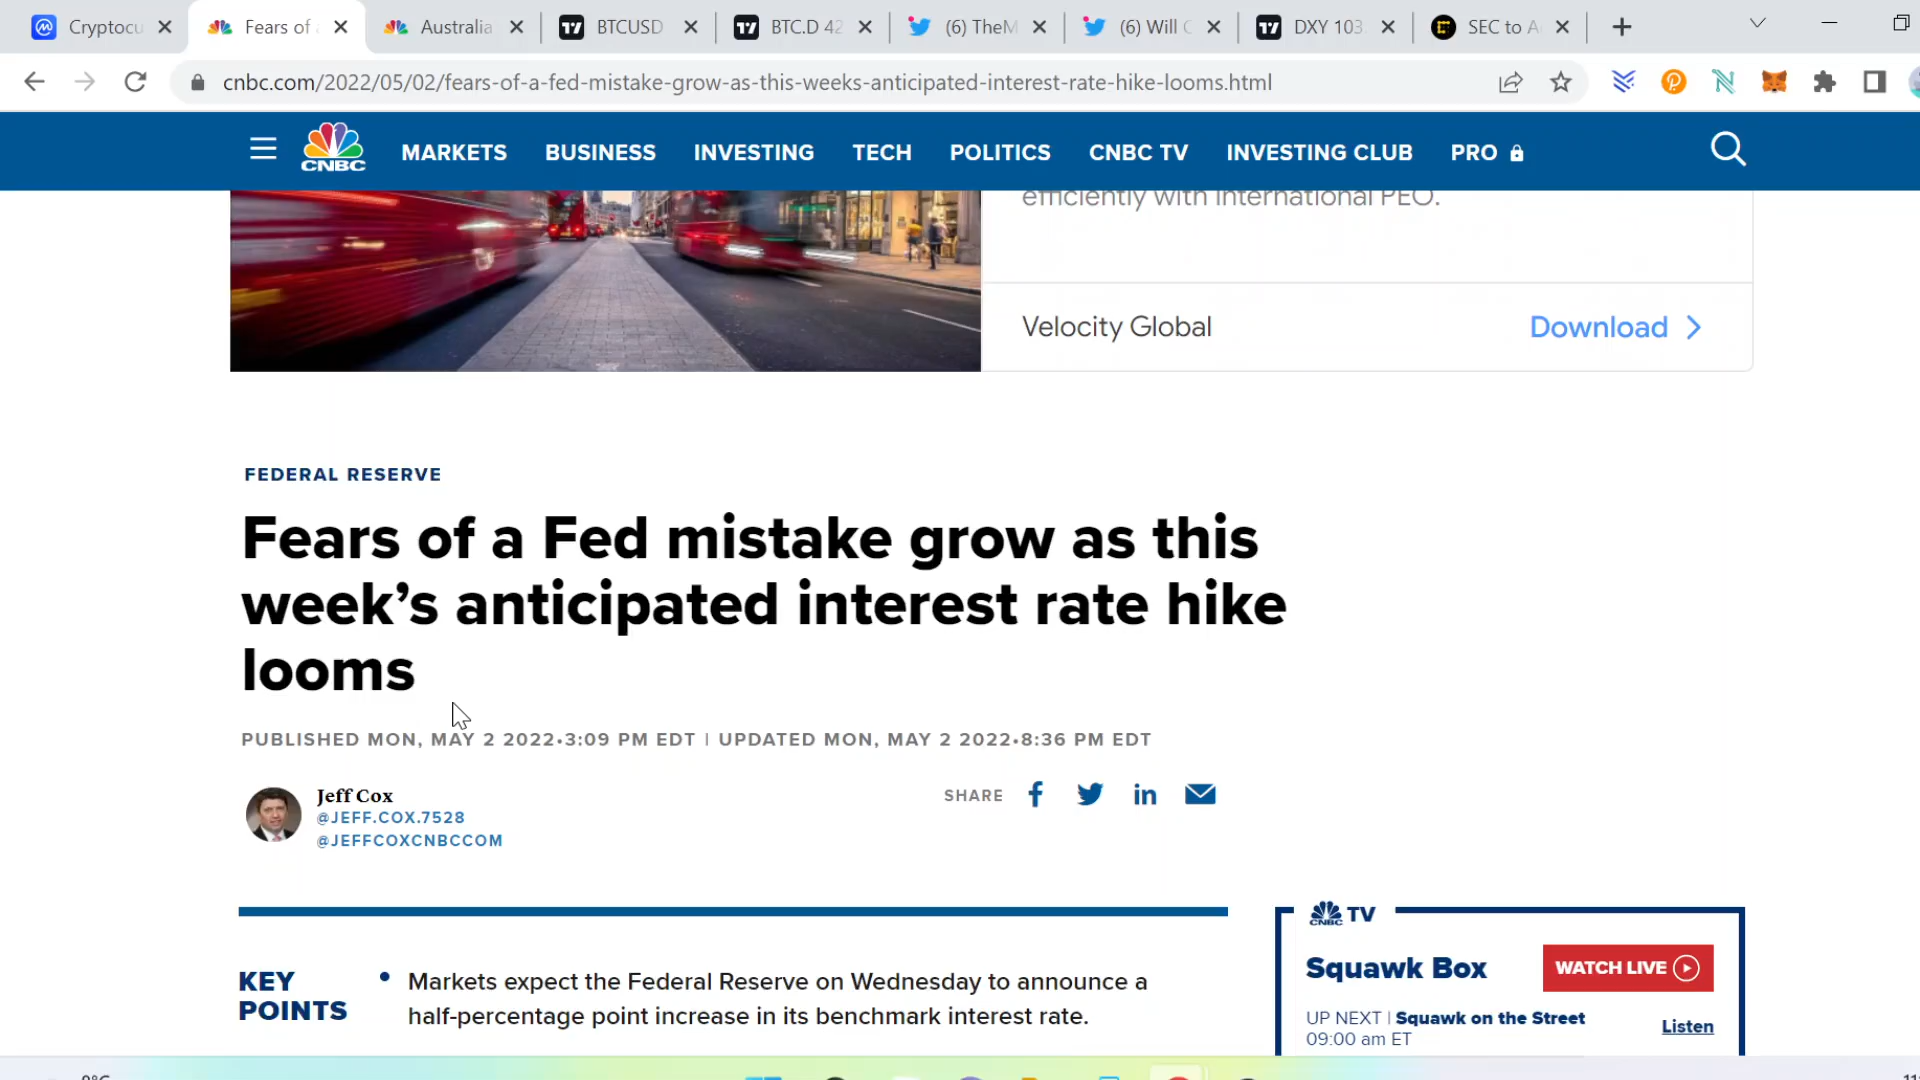 Cryptocu
Fears of a
Australia
BTCUSD
BTC.D 42
(6) TheM
(6) Will C
DXY 103
SEC to A
cnbc.com/2022/05/02/fears-of-a-fed-mistake-grow-as-this-weeks-anticipated-interest-rate-hike-looms.html
CNBC
MARKETS
BUSINESS
INVESTING
TECH
POLITICS
CNBC TV
INVESTING CLUB
PRO
efficiently with International PEO.
Velocity Global
Download
FEDERAL RESERVE
Fears of a Fed mistake grow as this
week’s anticipated interest rate hike
looms
PUBLISHED MON, MAY 2 2022•3:09 PM EDT | UPDATED MON, MAY 2 2022•8:36 PM EDT
Jeff Cox
@JEFF.COX.7528
@JEFFCOXCNBCCOM
SHARE
KEY
POINTS
• Markets expect the Federal Reserve on Wednesday to announce a
half-percentage point increase in its benchmark interest rate.
CNBC TV
Squawk Box
WATCH LIVE
UP NEXT | Squawk on the Street
09:00 am ET
Listen